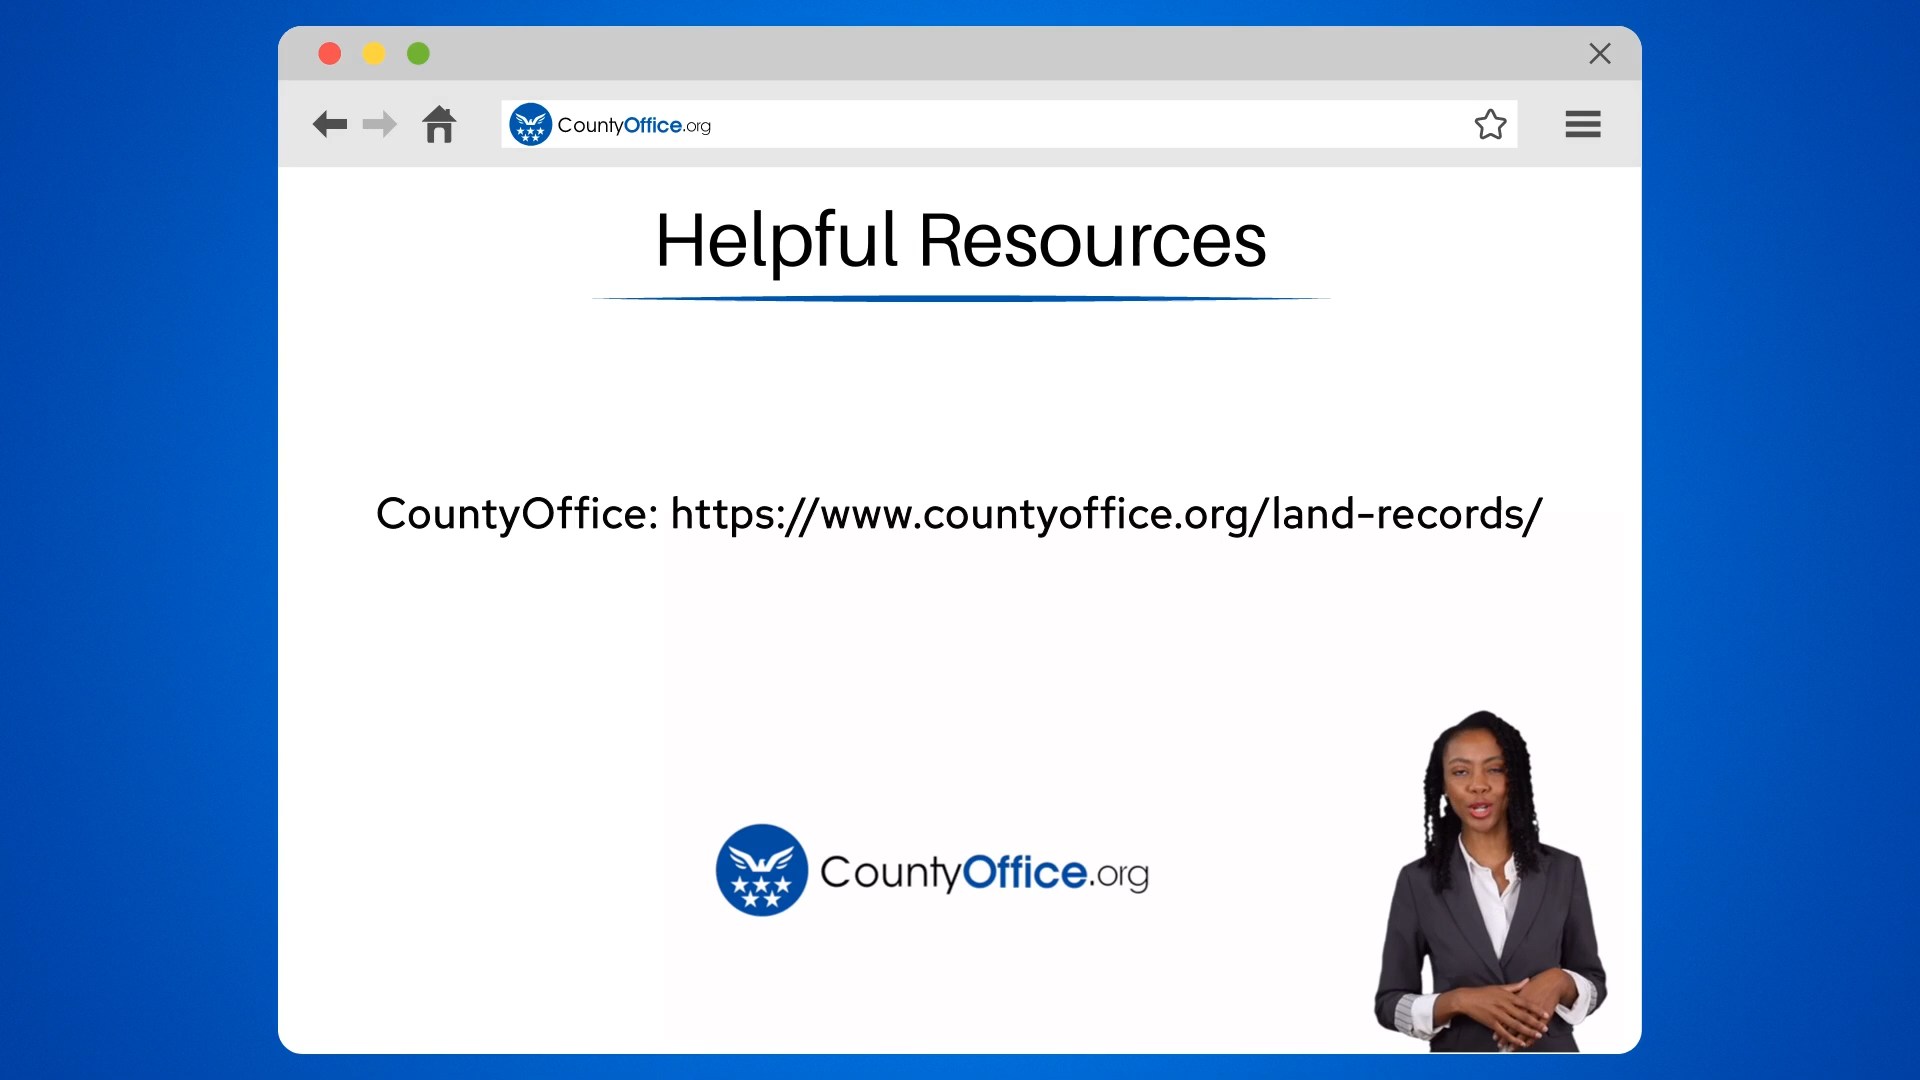 CountyOffice.org
Helpful Resources
CountyOffice: https://www.countyoffice.org/land-records/
CountyOffice.org